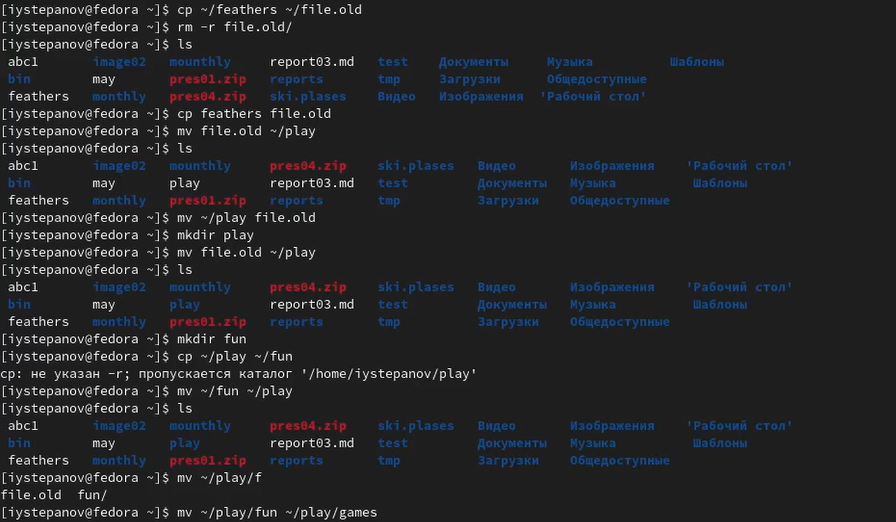 [iystepanov@fedora ~]$ cp ~/feathers ~/file.old
[iystepanov@fedora ~]$ rm -r file.old/
[iystepanov@fedora ~]$ ls
abc1 image02 mounthly report03.md test Документы Музыка Шаблоны
bin may pres01.zip reports tmp Загрузки Общедоступные
feathers monthly pres04.zip ski.plases Видео Изображения 'Рабочий стол'
[iystepanov@fedora ~]$ cp feathers file.old
[iystepanov@fedora ~]$ mv file.old ~/play
[iystepanov@fedora ~]$ ls
abc1 image02 mounthly pres04.zip ski.plases Видео Изображения 'Рабочий стол'
bin may play report03.md test Документы Музыка Шаблоны
feathers monthly pres01.zip reports tmp Загрузки Общедоступные
[iystepanov@fedora ~]$ mv ~/play file.old
[iystepanov@fedora ~]$ mkdir play
[iystepanov@fedora ~]$ mv file.old ~/play
[iystepanov@fedora ~]$ ls
abc1 image02 mounthly pres04.zip ski.plases Видео Изображения 'Рабочий стол'
bin may play report03.md test Документы Музыка Шаблоны
feathers monthly pres01.zip reports tmp Загрузки Общедоступные
[iystepanov@fedora ~]$ mkdir fun
[iystepanov@fedora ~]$ cp ~/play ~/fun
cp: не указан -r; пропускается каталог '/home/iystepanov/play'
[iystepanov@fedora ~]$ mv ~/fun ~/play
[iystepanov@fedora ~]$ ls
abc1 image02 mounthly pres04.zip ski.plases Видео Изображения 'Рабочий стол'
bin may play report03.md test Документы Музыка Шаблоны
feathers monthly pres01.zip reports tmp Загрузки Общедоступные
[iystepanov@fedora ~]$ mv ~/play/f
file.old fun/
[iystepanov@fedora ~]$ mv ~/play/fun ~/play/games